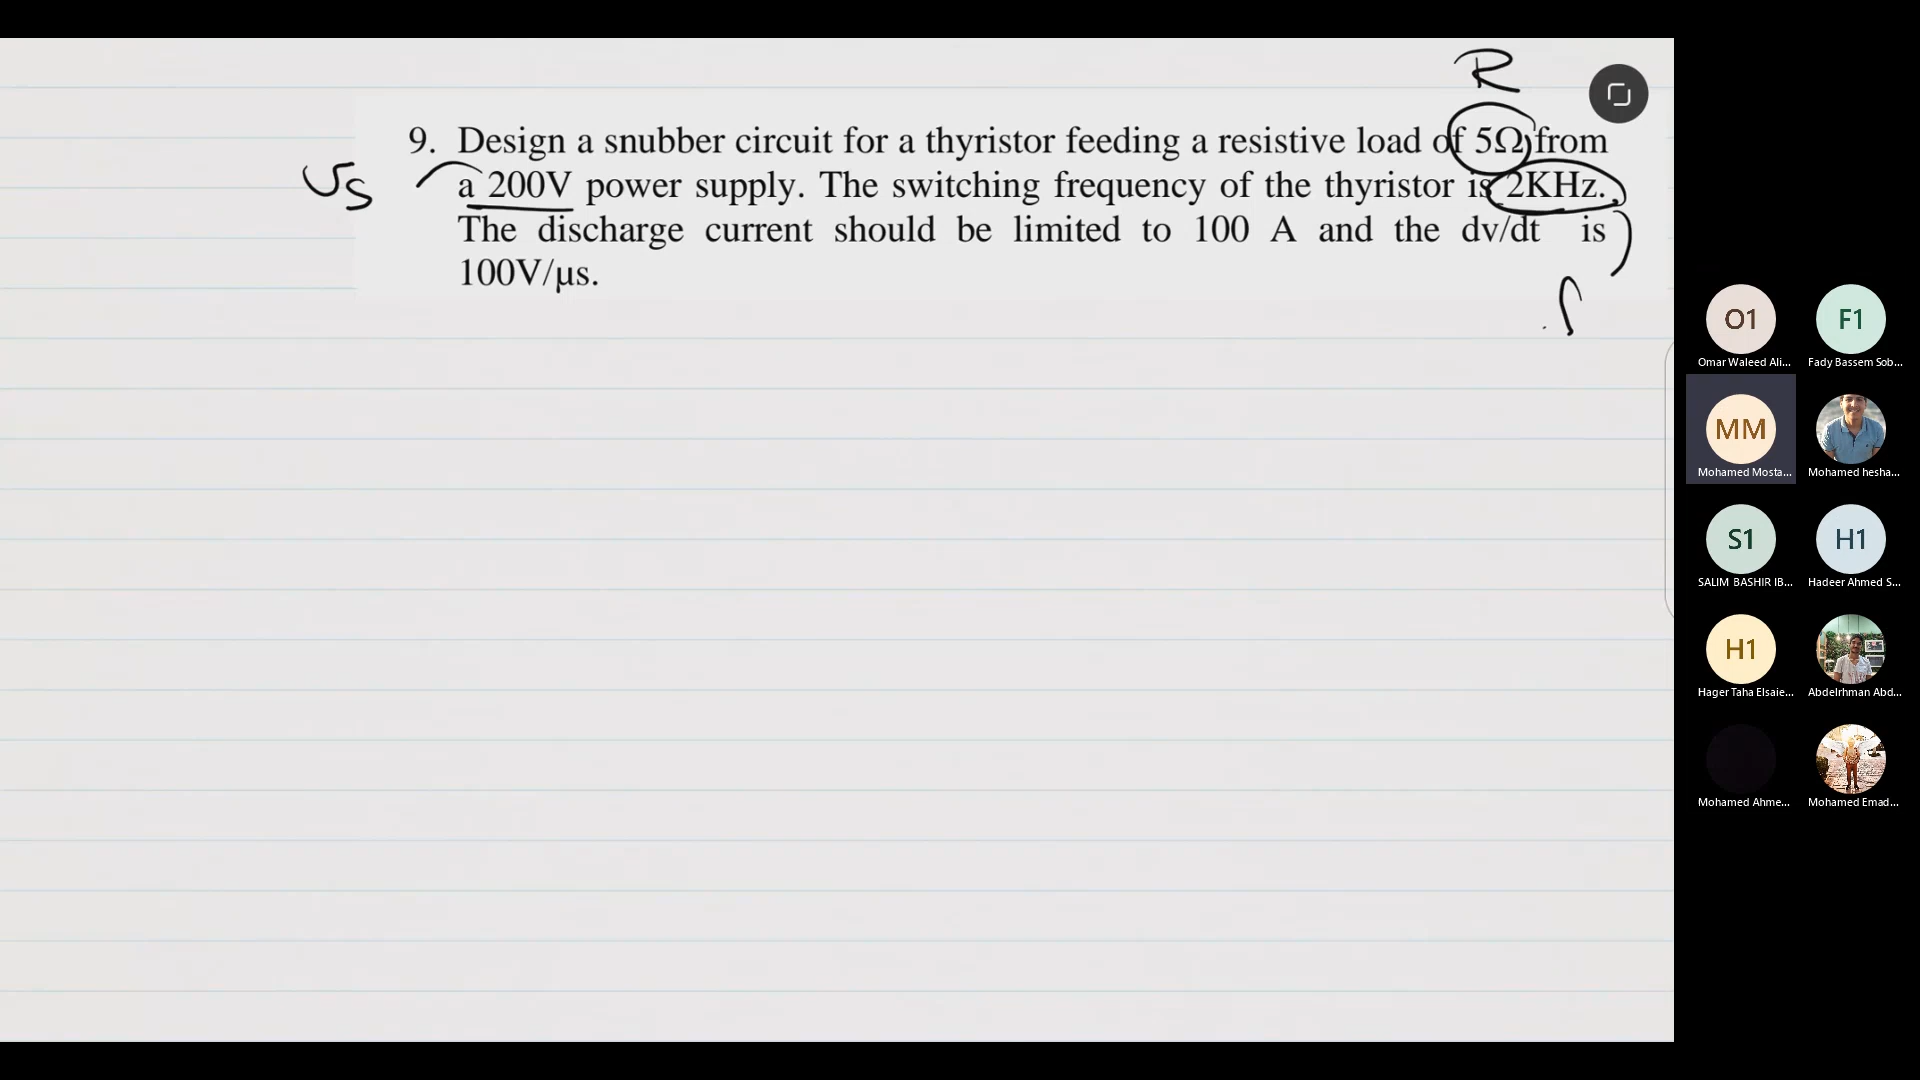 R
9. Design a snubber circuit for a thyristor feeding a resistive load of 5Ω from
Vs
a 200V power supply. The switching frequency of the thyristor is 2KHz.
The discharge current should be limited to 100 A and the dv/dt is
100V/μs.
O1
F1
Omar Waleed Ali...
Fady Bassem Sob...
MM
Mohamed Mosta...
Mohamed hesha...
S1
H1
SALIM BASHIR IB...
Hadeer Ahmed S...
H1
Hager Taha Elsaie...
Abdelrhman Abd...
Mohamed Ahme...
Mohamed Emad...